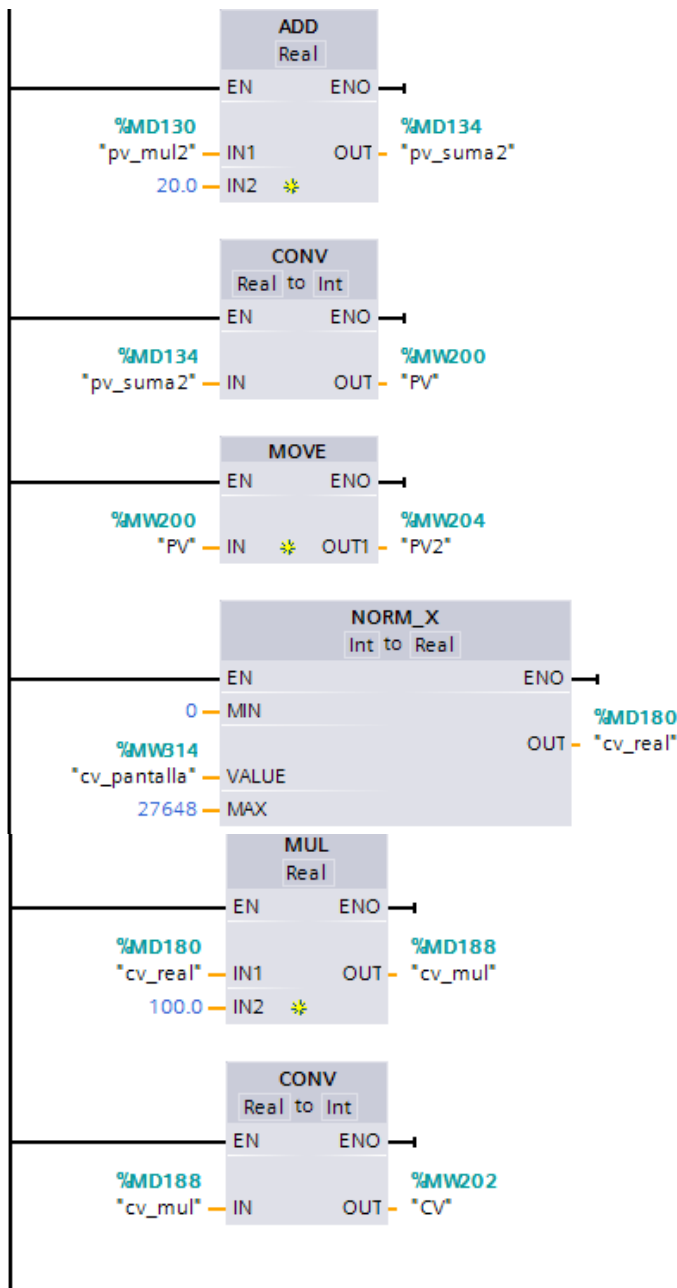 ADD
Real
EN ENO
%MD130 %MD134
"pv_mul2" IN1 OUT "pv_suma2"
20.0 IN2
CONV
Real to Int
EN ENO
%MD134 %MW200
"pv_suma2" IN OUT "PV"
MOVE
EN ENO
%MW200 %MW204
"PV" IN OUT1 "PV2"
NORM_X
Int to Real
EN ENO
0 MIN %MD180
%MW314 OUT "cv_real"
"cv_pantalla" VALUE
27648 MAX
MUL
Real
EN ENO
%MD180 %MD188
"cv_real" IN1 OUT "cv_mul"
100.0 IN2
CONV
Real to Int
EN ENO
%MD188 %MW202
"cv_mul" IN OUT "CV"